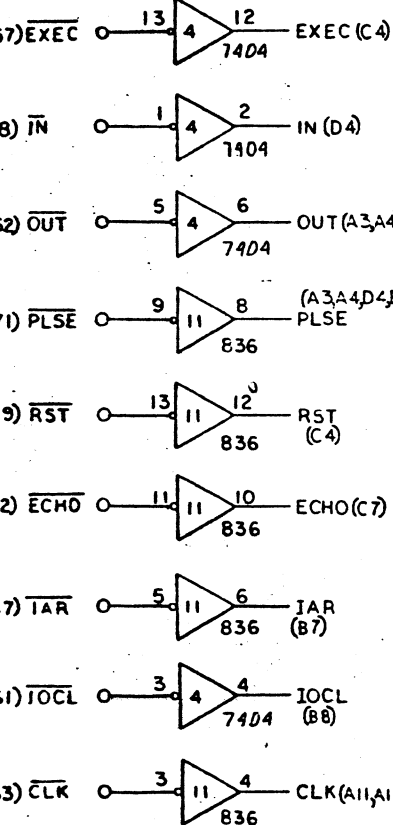 57) EXEC 13 4 12 7404 EXEC (C4)
8) IN 1 4 2 7404 IN (D4)
62) OUT 5 4 6 7404 OUT (A3,A4
71) PLSE 9 11 8 836 (A3,A4,D4, PLSE
9) RST 13 11 12 836 RST (C4)
2) ECHO 11 11 10 836 ECHO (C7)
7) IAR 5 11 6 836 IAR (B7)
61) IOCL 3 4 4 7404 IOCL (B8)
63) CLK 3 11 4 836 CLK (A11,A1